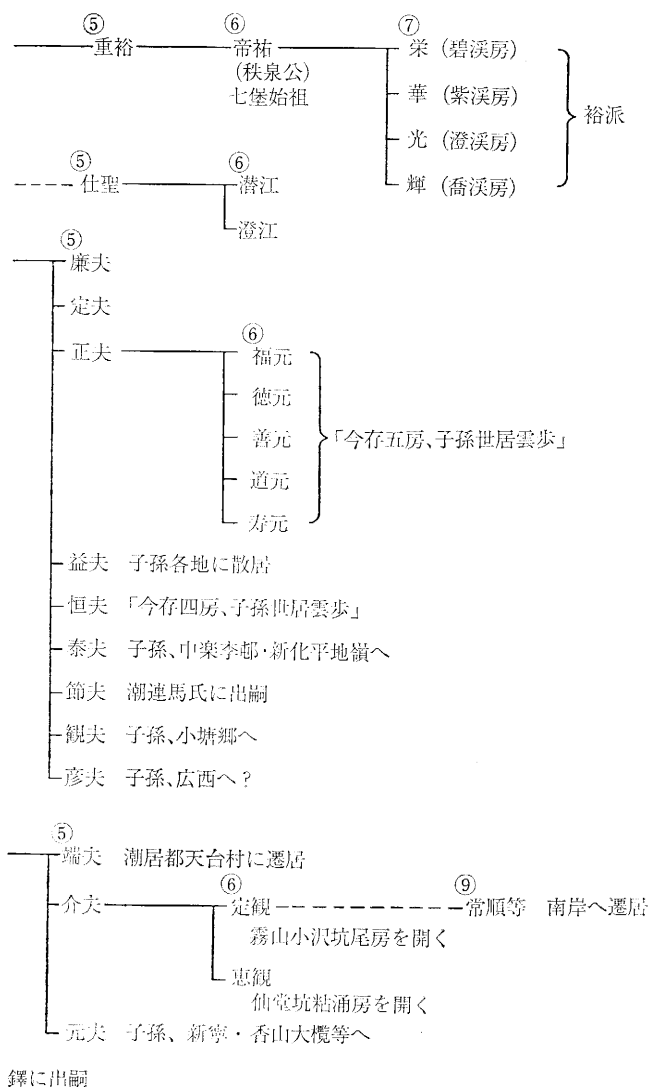 ⑤ ⑥ ⑦
重裕 帝祐 栄 (碧渓房)
(秩泉公)
七堡始祖
華 (紫渓房)
裕派
光 (澄渓房)
輝 (喬渓房)
⑤ ⑥
仕聖 潜江
澄江
⑤
廉夫
定夫
⑥
正夫 福元
徳元
善元 「今存五房、子孫世居雲歩」
道元
寿元
益夫 子孫各地に散居
恒夫 「今存四房、子孫世居雲歩」
泰夫 子孫、中楽李邨・新化平地嶺へ
節夫 潮連馬氏に出嗣
観夫 子孫、小塘郷へ
彦夫 子孫、広西へ?
⑤
端夫 潮居都天台村に遷居
⑥ ⑨
介夫 定観 常順等 南岸へ遷居
霧山小沢坑尾房を開く
恵観
仙堂坑粘涌房を開く
元夫 子孫、新寧・香山大欖等へ
鐸に出嗣